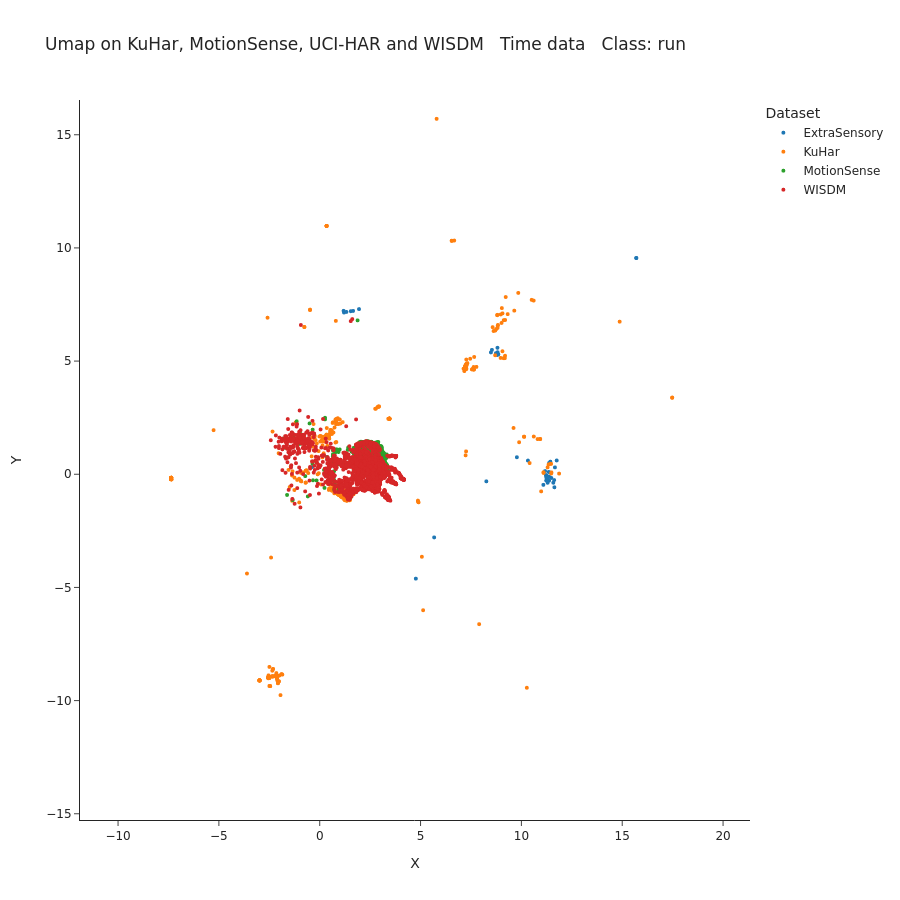 Umap on KuHar, MotionSense, UCI-HAR and WISDM   Time data   Class: run
Dataset
ExtraSensory
KuHar
MotionSense
WISDM
15
10
5
0
−5
−10
−15
Y
−10
−5
0
5
10
15
20
X